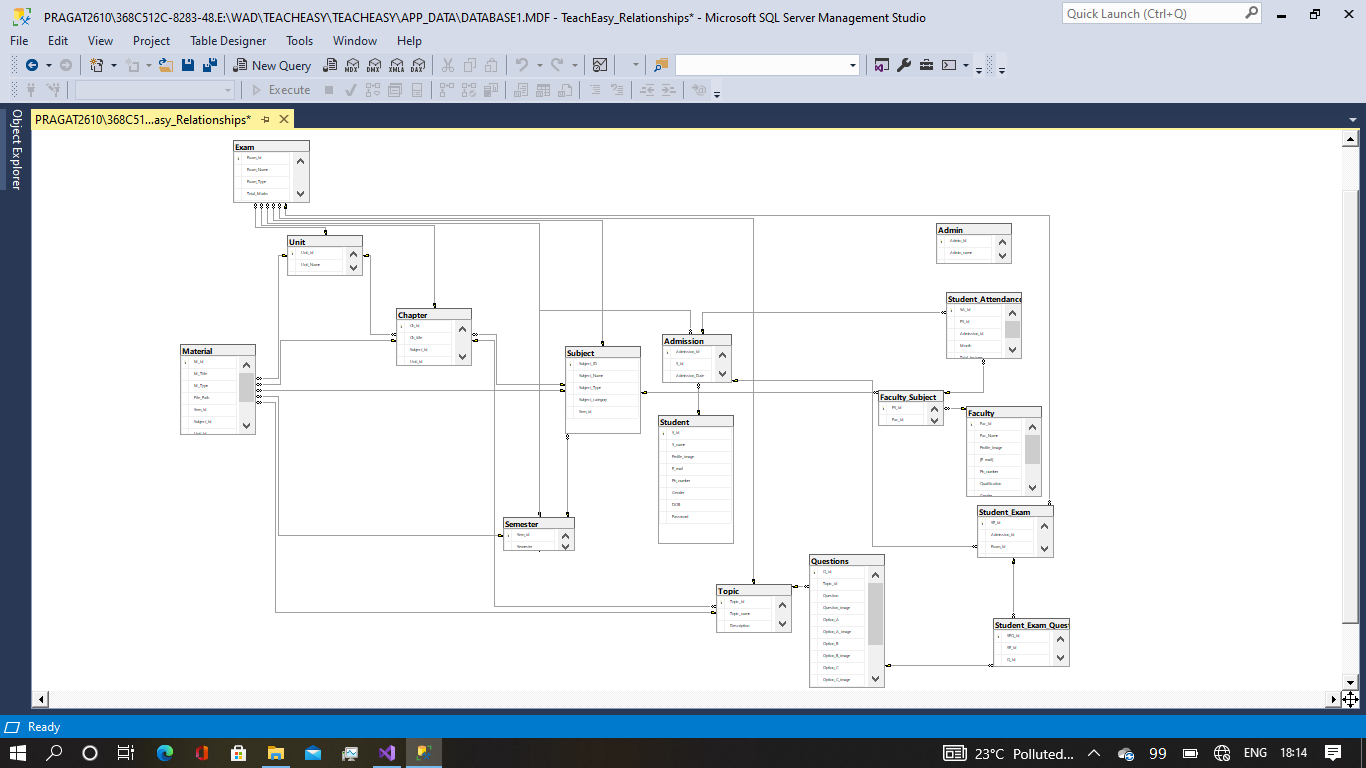 PRAGAT2610\368C512C-8283-48.E:\WAD\TEACHEASY\TEACHEASY\APP_DATA\DATABASE1.MDF - TeachEasy_Relationships* - Microsoft SQL Server Management Studio
Quick Launch (Ctrl+Q)
File Edit View Project Table Designer Tools Window Help
New Query MDX DMX XMLA DAX
Execute
Object Explorer
PRAGAT2610\368C51...asy_Relationships*
Exam
Exam_Name
Exam_Type
Total_Marks
Unit
Unit_Id
Unit_Name
Admin
Admin_Id
Admin_name
Chapter
Ch_Id
Ch_title
Subject_Id
Unit_Id
Student_Attendance
SA_Id
FS_Id
Admission_Id
Month
Material
M_Id
M_Title
M_Type
File_Path
Sem_Id
Subject_Id
Subject
Subject_ID
Subject_Name
Subject_Type
Subject_category
Sem_Id
Admission
Admission_Id
S_Id
Admission_Date
Student
S_Id
S_name
Profile_image
E_mail
Ph_number
Gender
DOB
Password
Faculty_Subject
FS_Id
Fac_Id
Faculty
Fac_Id
Fac_Name
Profile_image
[E_mail]
Ph_number
Qualification
Gender
Semester
Sem_Id
Semester
Student_Exam
SE_Id
Admission_Id
Exam_Id
Topic
Topic_Id
Topic_name
Description
Questions
Q_Id
Topic_Id
Question
Question_image
Option_A
Option_A_image
Option_B
Option_B_image
Option_C
Option_C_image
Student_Exam_Quest
SEQ_Id
SE_Id
Q_Id
Ready
23°C Polluted... 99 ENG 18:14